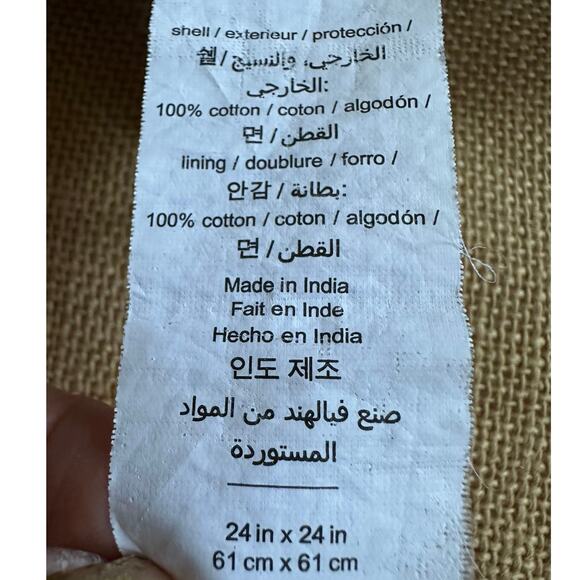 shell / exterieur / protección /
쉘 / الخارجي، والنسيج
الخارجي:
100% cotton / coton / algodón /
면 / القطن
lining / doublure / forro /
안감 / بطانة:
100% cotton / coton / algodón /
면 / القطن
Made in India
Fait en Inde
Hecho en India
인도 제조
صنع فيالهند من المواد
المستوردة
24 in x 24 in
61 cm x 61 cm